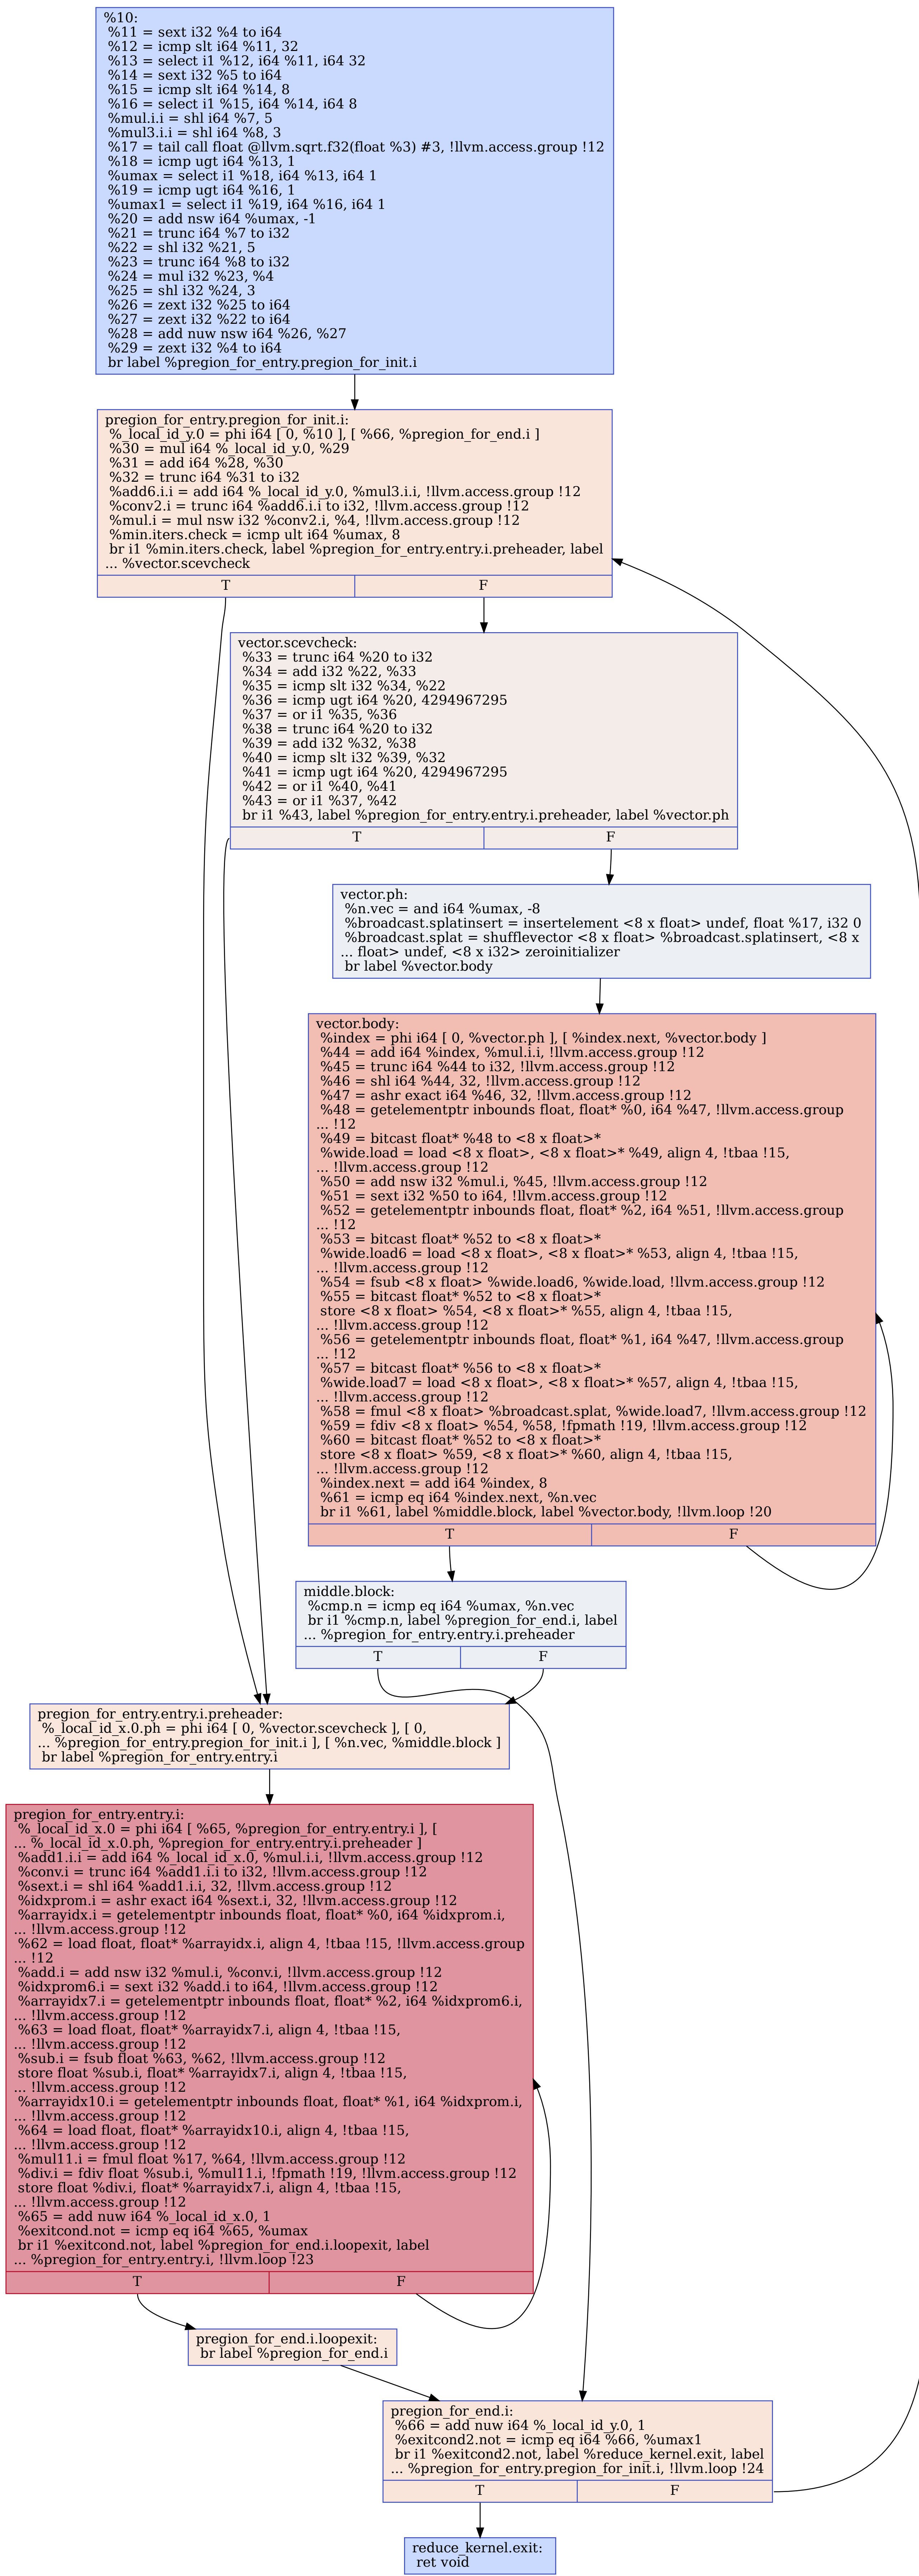 %10:
%11 = sext i32 %4 to i64
%12 = icmp slt i64 %11, 32
%13 = select i1 %12, i64 %11, i64 32
%14 = sext i32 %5 to i64
%15 = icmp slt i64 %14, 8
%16 = select i1 %15, i64 %14, i64 8
%mul.i.i = shl i64 %7, 5
%mul3.i.i = shl i64 %8, 3
%17 = tail call float @llvm.sqrt.f32(float %3) #3, !llvm.access.group !12
%18 = icmp ugt i64 %13, 1
%umax = select i1 %18, i64 %13, i64 1
%19 = icmp ugt i64 %16, 1
%umax1 = select i1 %19, i64 %16, i64 1
%20 = add nsw i64 %umax, -1
%21 = trunc i64 %7 to i32
%22 = shl i32 %21, 5
%23 = trunc i64 %8 to i32
%24 = mul i32 %23, %4
%25 = shl i32 %24, 3
%26 = zext i32 %25 to i64
%27 = zext i32 %22 to i64
%28 = add nuw nsw i64 %26, %27
%29 = zext i32 %4 to i64
br label %pregion_for_entry.pregion_for_init.i
pregion_for_entry.pregion_for_init.i:
%_local_id_y.0 = phi i64 [ 0, %10 ], [ %66, %pregion_for_end.i ]
%30 = mul i64 %_local_id_y.0, %29
%31 = add i64 %28, %30
%32 = trunc i64 %31 to i32
%add6.i.i = add i64 %_local_id_y.0, %mul3.i.i, !llvm.access.group !12
%conv2.i = trunc i64 %add6.i.i to i32, !llvm.access.group !12
%mul.i = mul nsw i32 %conv2.i, %4, !llvm.access.group !12
%min.iters.check = icmp ult i64 %umax, 8
br i1 %min.iters.check, label %pregion_for_entry.entry.i.preheader, label
... %vector.scevcheck
T F
vector.scevcheck:
%33 = trunc i64 %20 to i32
%34 = add i32 %22, %33
%35 = icmp slt i32 %34, %22
%36 = icmp ugt i64 %20, 4294967295
%37 = or i1 %35, %36
%38 = trunc i64 %20 to i32
%39 = add i32 %32, %38
%40 = icmp slt i32 %39, %32
%41 = icmp ugt i64 %20, 4294967295
%42 = or i1 %40, %41
%43 = or i1 %37, %42
br i1 %43, label %pregion_for_entry.entry.i.preheader, label %vector.ph
T F
vector.ph:
%n.vec = and i64 %umax, -8
%broadcast.splatinsert = insertelement <8 x float> undef, float %17, i32 0
%broadcast.splat = shufflevector <8 x float> %broadcast.splatinsert, <8 x
... float> undef, <8 x i32> zeroinitializer
br label %vector.body
vector.body:
%index = phi i64 [ 0, %vector.ph ], [ %index.next, %vector.body ]
%44 = add i64 %index, %mul.i.i, !llvm.access.group !12
%45 = trunc i64 %44 to i32, !llvm.access.group !12
%46 = shl i64 %44, 32, !llvm.access.group !12
%47 = ashr exact i64 %46, 32, !llvm.access.group !12
%48 = getelementptr inbounds float, float* %0, i64 %47, !llvm.access.group
... !12
%49 = bitcast float* %48 to <8 x float>*
%wide.load = load <8 x float>, <8 x float>* %49, align 4, !tbaa !15,
... !llvm.access.group !12
%50 = add nsw i32 %mul.i, %45, !llvm.access.group !12
%51 = sext i32 %50 to i64, !llvm.access.group !12
%52 = getelementptr inbounds float, float* %2, i64 %51, !llvm.access.group
... !12
%53 = bitcast float* %52 to <8 x float>*
%wide.load6 = load <8 x float>, <8 x float>* %53, align 4, !tbaa !15,
... !llvm.access.group !12
%54 = fsub <8 x float> %wide.load6, %wide.load, !llvm.access.group !12
%55 = bitcast float* %52 to <8 x float>*
store <8 x float> %54, <8 x float>* %55, align 4, !tbaa !15,
... !llvm.access.group !12
%56 = getelementptr inbounds float, float* %1, i64 %47, !llvm.access.group
... !12
%57 = bitcast float* %56 to <8 x float>*
%wide.load7 = load <8 x float>, <8 x float>* %57, align 4, !tbaa !15,
... !llvm.access.group !12
%58 = fmul <8 x float> %broadcast.splat, %wide.load7, !llvm.access.group !12
%59 = fdiv <8 x float> %54, %58, !fpmath !19, !llvm.access.group !12
%60 = bitcast float* %52 to <8 x float>*
store <8 x float> %59, <8 x float>* %60, align 4, !tbaa !15,
... !llvm.access.group !12
%index.next = add i64 %index, 8
%61 = icmp eq i64 %index.next, %n.vec
br i1 %61, label %middle.block, label %vector.body, !llvm.loop !20
T F
middle.block:
%cmp.n = icmp eq i64 %umax, %n.vec
br i1 %cmp.n, label %pregion_for_end.i, label
... %pregion_for_entry.entry.i.preheader
T F
pregion_for_entry.entry.i.preheader:
%_local_id_x.0.ph = phi i64 [ 0, %vector.scevcheck ], [ 0,
... %pregion_for_entry.pregion_for_init.i ], [ %n.vec, %middle.block ]
br label %pregion_for_entry.entry.i
pregion_for_entry.entry.i:
%_local_id_x.0 = phi i64 [ %65, %pregion_for_entry.entry.i ], [
... %_local_id_x.0.ph, %pregion_for_entry.entry.i.preheader ]
%add1.i.i = add i64 %_local_id_x.0, %mul.i.i, !llvm.access.group !12
%conv.i = trunc i64 %add1.i.i to i32, !llvm.access.group !12
%sext.i = shl i64 %add1.i.i, 32, !llvm.access.group !12
%idxprom.i = ashr exact i64 %sext.i, 32, !llvm.access.group !12
%arrayidx.i = getelementptr inbounds float, float* %0, i64 %idxprom.i,
... !llvm.access.group !12
%62 = load float, float* %arrayidx.i, align 4, !tbaa !15, !llvm.access.group
... !12
%add.i = add nsw i32 %mul.i, %conv.i, !llvm.access.group !12
%idxprom6.i = sext i32 %add.i to i64, !llvm.access.group !12
%arrayidx7.i = getelementptr inbounds float, float* %2, i64 %idxprom6.i,
... !llvm.access.group !12
%63 = load float, float* %arrayidx7.i, align 4, !tbaa !15,
... !llvm.access.group !12
%sub.i = fsub float %63, %62, !llvm.access.group !12
store float %sub.i, float* %arrayidx7.i, align 4, !tbaa !15,
... !llvm.access.group !12
%arrayidx10.i = getelementptr inbounds float, float* %1, i64 %idxprom.i,
... !llvm.access.group !12
%64 = load float, float* %arrayidx10.i, align 4, !tbaa !15,
... !llvm.access.group !12
%mul11.i = fmul float %17, %64, !llvm.access.group !12
%div.i = fdiv float %sub.i, %mul11.i, !fpmath !19, !llvm.access.group !12
store float %div.i, float* %arrayidx7.i, align 4, !tbaa !15,
... !llvm.access.group !12
%65 = add nuw i64 %_local_id_x.0, 1
%exitcond.not = icmp eq i64 %65, %umax
br i1 %exitcond.not, label %pregion_for_end.i.loopexit, label
... %pregion_for_entry.entry.i, !llvm.loop !23
T F
pregion_for_end.i.loopexit:
br label %pregion_for_end.i
pregion_for_end.i:
%66 = add nuw i64 %_local_id_y.0, 1
%exitcond2.not = icmp eq i64 %66, %umax1
br i1 %exitcond2.not, label %reduce_kernel.exit, label
... %pregion_for_entry.pregion_for_init.i, !llvm.loop !24
T F
reduce_kernel.exit:
ret void